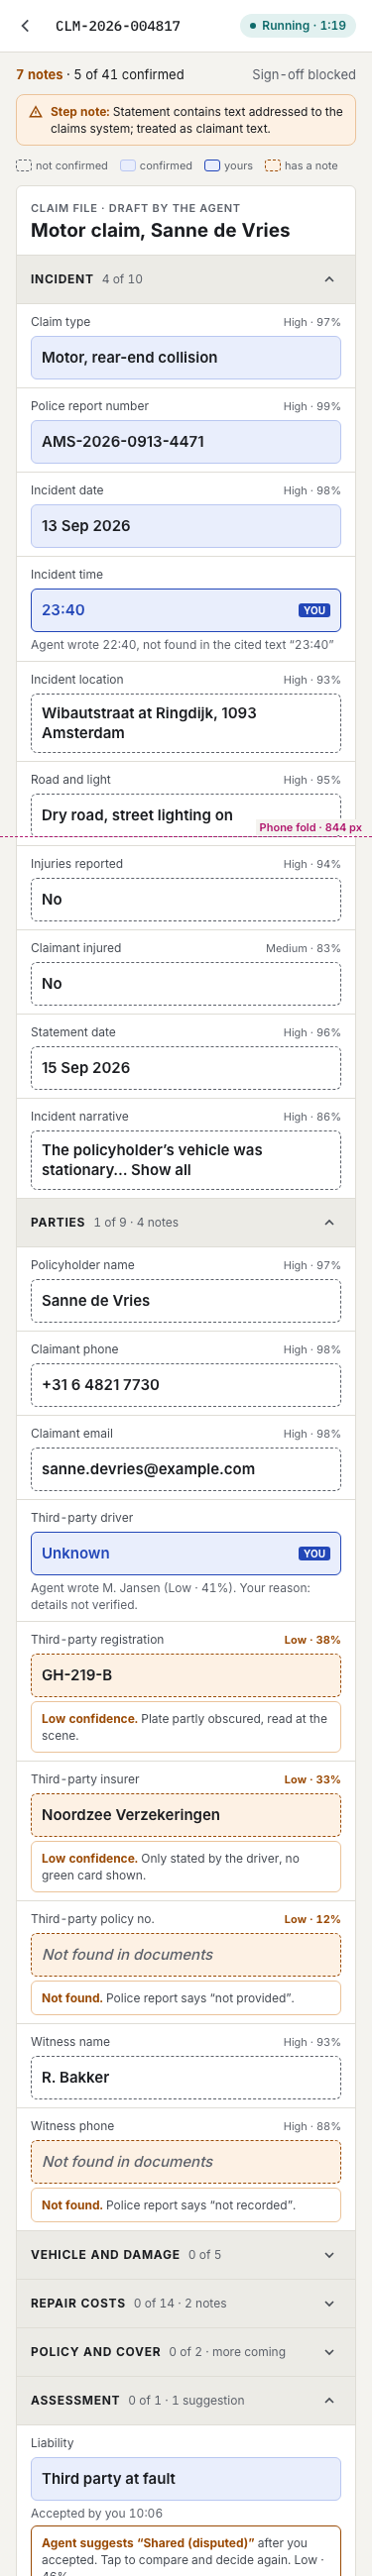 CLM-2026-004817
Running · 1:19
7 notes · 5 of 41 confirmed
Sign-off blocked
Step note: Statement contains text addressed to the
claims system; treated as claimant text.
not confirmed
confirmed
yours
has a note
CLAIM FILE · DRAFT BY THE AGENT
Motor claim, Sanne de Vries
INCIDENT 4 of 10
Claim type
High · 97%
Motor, rear-end collision
Police report number
High · 99%
AMS-2026-0913-4471
Incident date
High · 98%
13 Sep 2026
Incident time
23:40
YOU
Agent wrote 22:40, not found in the cited text “23:40”
Incident location
High · 93%
Wibautstraat at Ringdijk, 1093
Amsterdam
Road and light
High · 95%
Dry road, street lighting on
Phone fold · 844 px
Injuries reported
High · 94%
No
Claimant injured
Medium · 83%
No
Statement date
High · 96%
15 Sep 2026
Incident narrative
High · 86%
The policyholder’s vehicle was
stationary… Show all
PARTIES 1 of 9 · 4 notes
Policyholder name
High · 97%
Sanne de Vries
Claimant phone
High · 98%
+31 6 4821 7730
Claimant email
High · 98%
sanne.devries@example.com
Third-party driver
Unknown
YOU
Agent wrote M. Jansen (Low · 41%). Your reason:
details not verified.
Third-party registration
Low · 38%
GH-219-B
Low confidence. Plate partly obscured, read at the
scene.
Third-party insurer
Low · 33%
Noordzee Verzekeringen
Low confidence. Only stated by the driver, no
green card shown.
Third-party policy no.
Low · 12%
Not found in documents
Not found. Police report says “not provided”.
Witness name
High · 93%
R. Bakker
Witness phone
High · 88%
Not found in documents
Not found. Police report says “not recorded”.
VEHICLE AND DAMAGE 0 of 5
REPAIR COSTS 0 of 14 · 2 notes
POLICY AND COVER 0 of 2 · more coming
ASSESSMENT 0 of 1 · 1 suggestion
Liability
Third party at fault
Accepted by you 10:06
Agent suggests “Shared (disputed)” after you
accepted. Tap to compare and decide again. Low ·